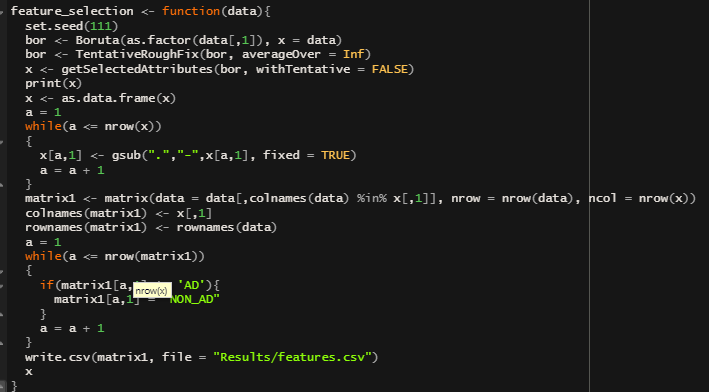 feature_selection <- function(data){
set.seed(111)
bor <- Boruta(as.factor(data[,1]), x = data)
bor <- TentativeRoughFix(bor, averageOver = Inf)
x <- getSelectedAttributes(bor, withTentative = FALSE)
print(x)
x <- as.data.frame(x)
a = 1
while(a <= nrow(x))
{
x[a,1] <- gsub(".","-",x[a,1], fixed = TRUE)
a = a + 1
}
matrix1 <- matrix(data = data[,colnames(data) %in% x[,1]], nrow = nrow(data), ncol = nrow(x))
colnames(matrix1) <- x[,1]
rownames(matrix1) <- rownames(data)
a = 1
while(a <= nrow(matrix1))
{
if(matrix1[a, 'AD'){
nrow(x)
matrix1[a,1] = NON_AD"
}
a = a + 1
}
write.csv(matrix1, file = "Results/features.csv")
x
}